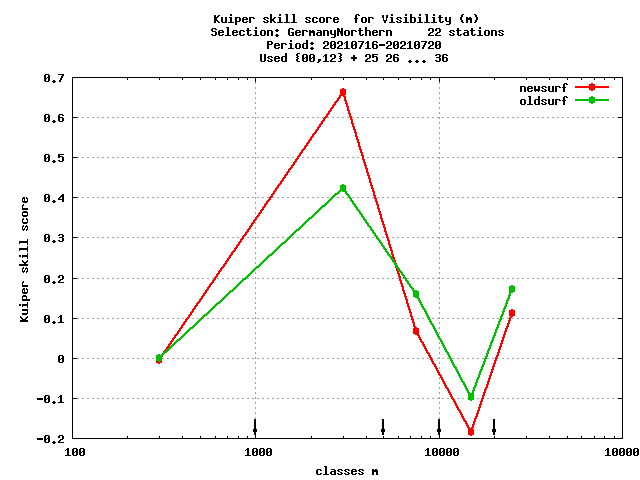 Kuiper skill score  for Visibility (m)
Selection: GermanyNorthern     22 stations
Period: 20210716-20210720
Used {00,12} + 25 26 ... 36
newsurf
oldsurf
0.7
0.6
0.5
0.4
0.3
0.2
0.1
0
-0.1
-0.2
Kuiper skill score
100 1000 10000 10000
classes m